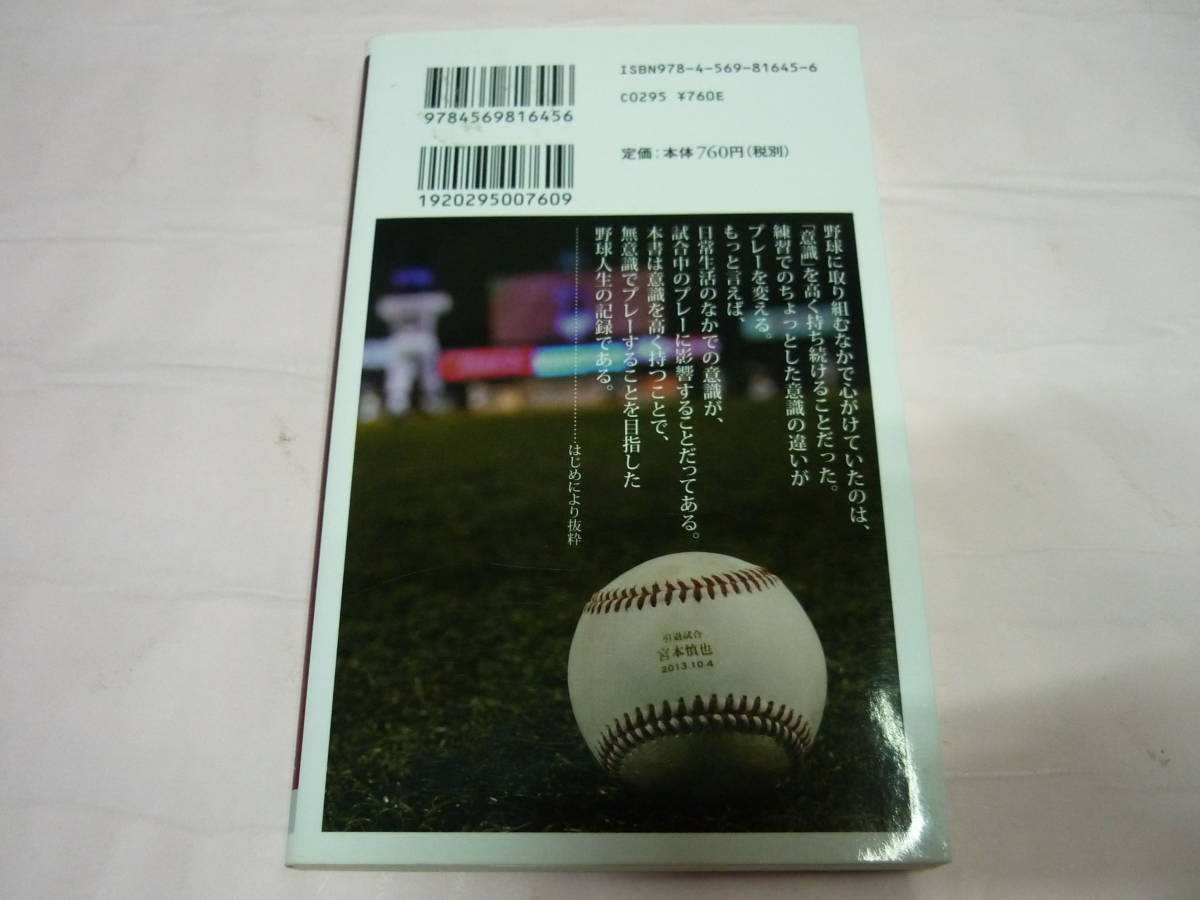 ISBN978-4-569-81645-6
C0295 ¥760E
9784569816456
定価：本体760円（税別）
1920295007609
野球に取り組むなかで心がけていたのは、
「意識」を高く持ち続けることだった。
練習でのちょっとした意識の違いが
プレーを変える。
もっと言えば、
日常生活のなかでの意識が、
試合中のプレーに影響することだってある。
本書は意識を高く持つことで、
無意識でプレーすることを目指した
野球人生の記録である。
……………………………はじめにより抜粋
引退試合
宮本慎也
2013.10.4